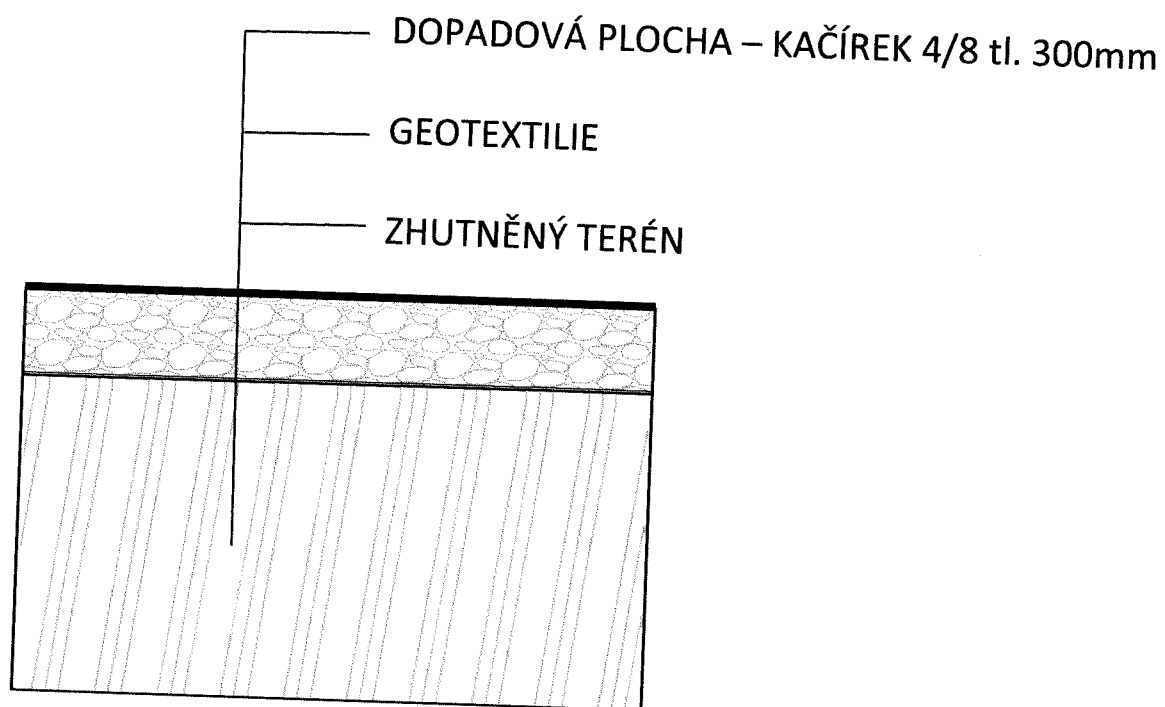 DOPADOVÁ PLOCHA – KAČÍREK 4/8 tl. 300mm
GEOTEXTILIE
ZHUTNĚNÝ TERÉN